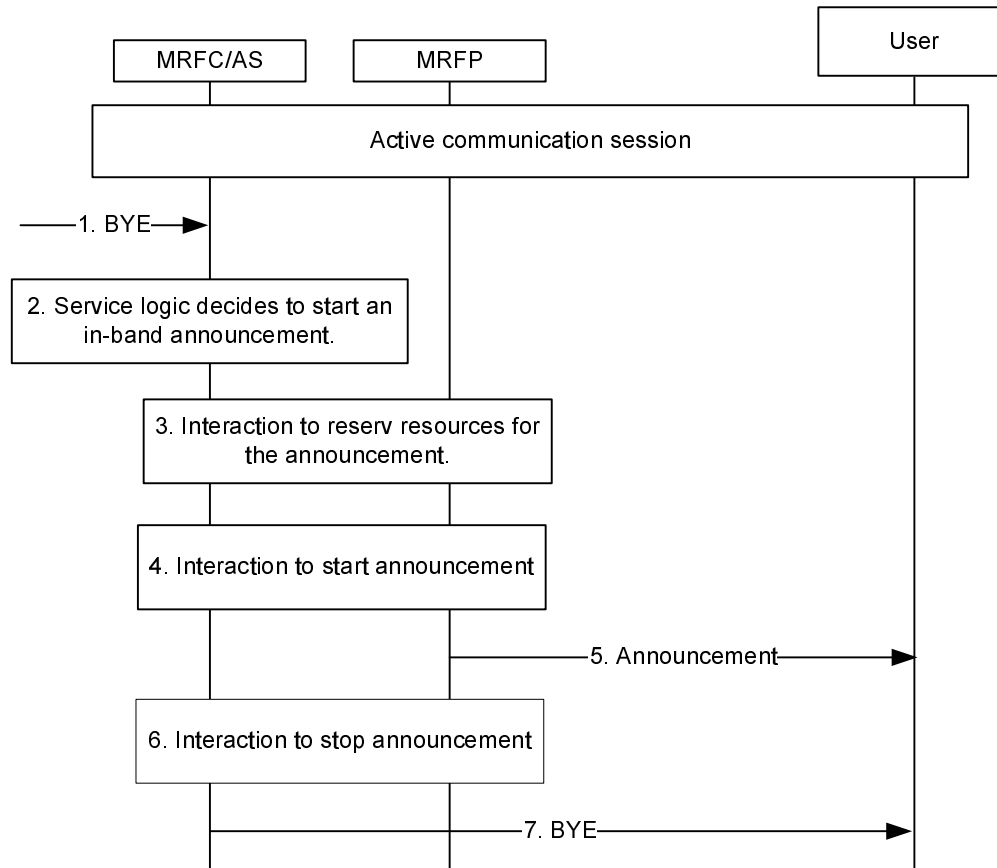 MRFC/AS
MRFP
User
Active communication session
1. BYE
2. Service logic decides to start an
in-band announcement.
3. Interaction to reserv resources for
the announcement.
4. Interaction to start announcement
5. Announcement
6. Interaction to stop announcement
7. BYE